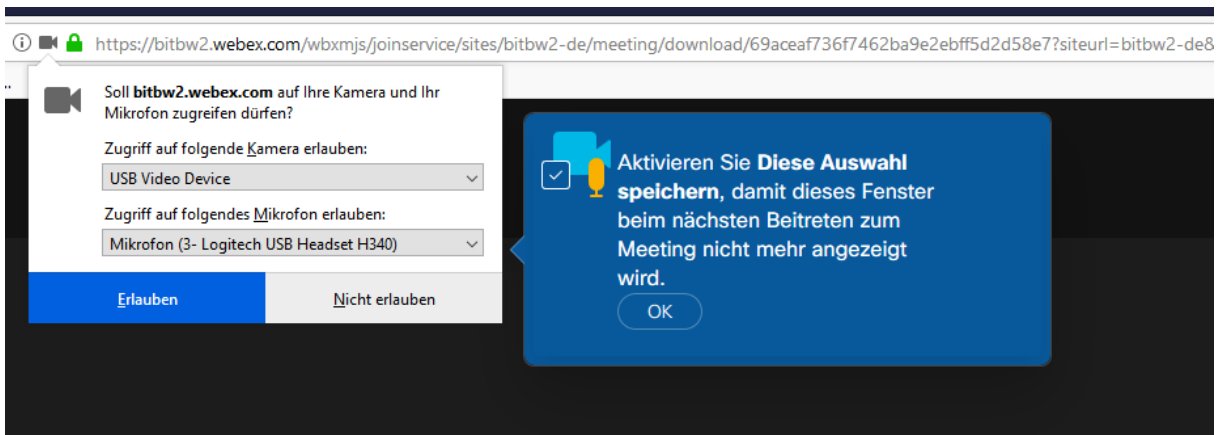 https://bitbw2.webex.com/wbxmjs/joinservice/sites/bitbw2-de/meeting/download/69aceaf736f7462ba9e2ebff5d2d58e7?siteurl=bitbw2-de&
Soll bitbw2.webex.com auf Ihre Kamera und Ihr
Mikrofon zugreifen dürfen?
Zugriff auf folgende Kamera erlauben:
USB Video Device
Zugriff auf folgendes Mikrofon erlauben:
Mikrofon (3- Logitech USB Headset H340)
Erlauben
Nicht erlauben
Aktivieren Sie Diese Auswahl
speichern, damit dieses Fenster
beim nächsten Beitreten zum
Meeting nicht mehr angezeigt
wird.
OK